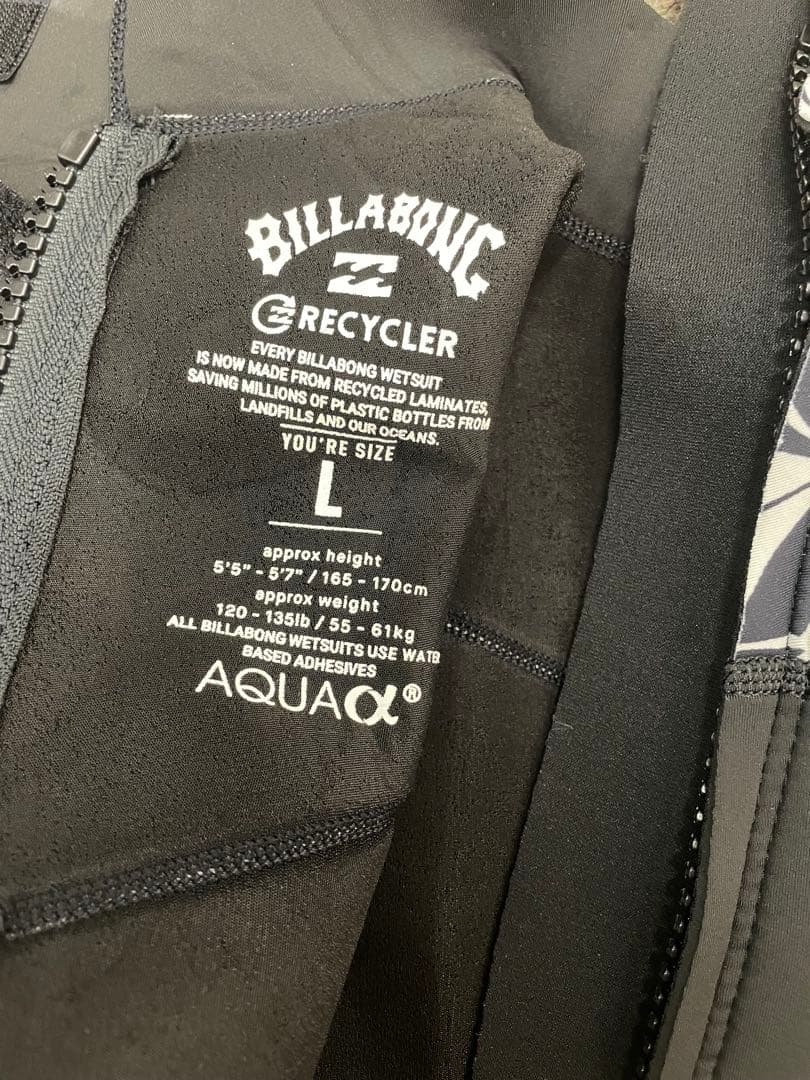 BILLABONG
RECYCLER
EVERY BILLABONG WETSUIT
IS NOW MADE FROM RECYCLED LAMINATES,
SAVING MILLIONS OF PLASTIC BOTTLES FROM
LANDFILLS AND OUR OCEANS.
YOU'RE SIZE
L
approx height
5'5" - 5'7" / 165 - 170cm
approx weight
120 - 135lb / 55 - 61kg
ALL BILLABONG WETSUITS USE WATE
BASED ADHESIVES
AQUAα®